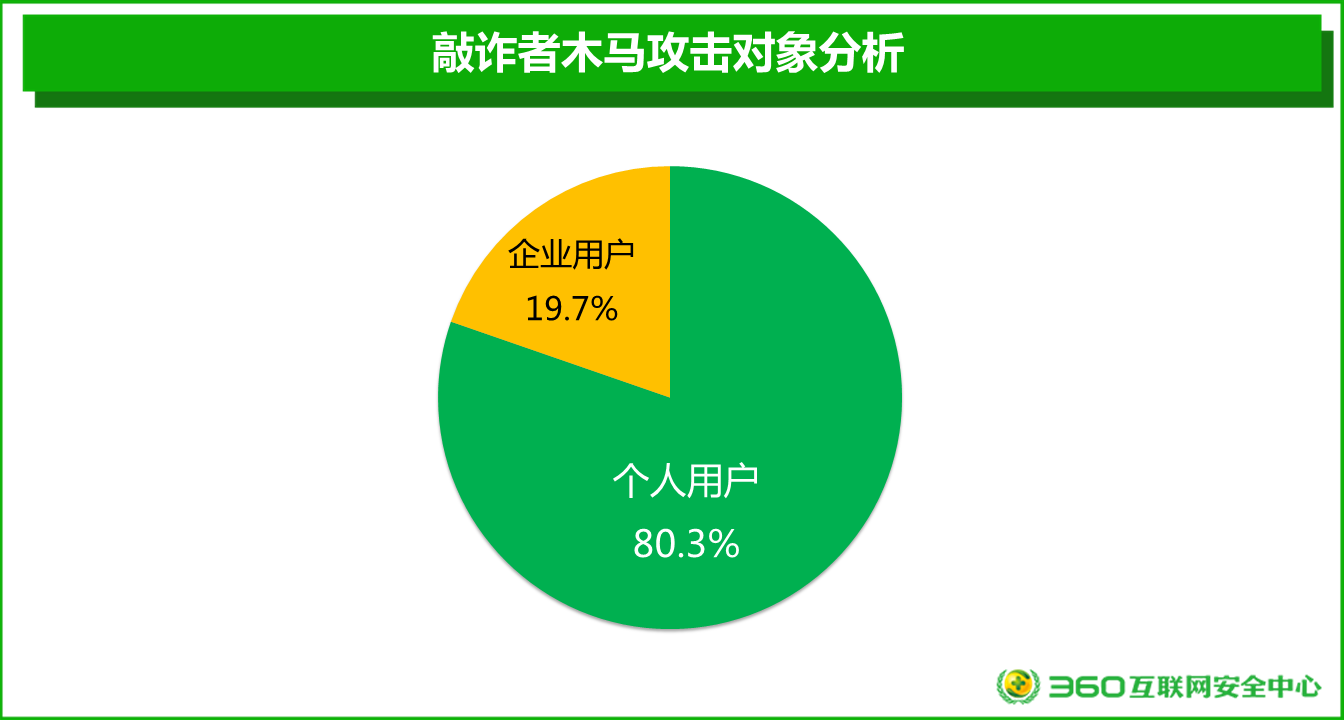 敲诈者木马攻击对象分析
企业用户
19.7%
个人用户
80.3%
360互联网安全中心